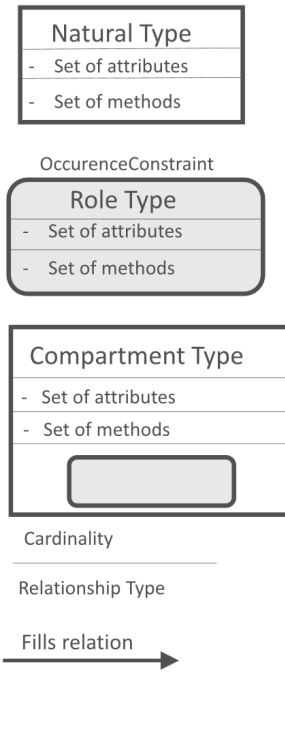 Natural Type
- Set of attributes
- Set of methods
OccurenceConstraint
Role Type
- Set of attributes
- Set of methods
Compartment Type
- Set of attributes
- Set of methods
Cardinality
Relationship Type
Fills relation